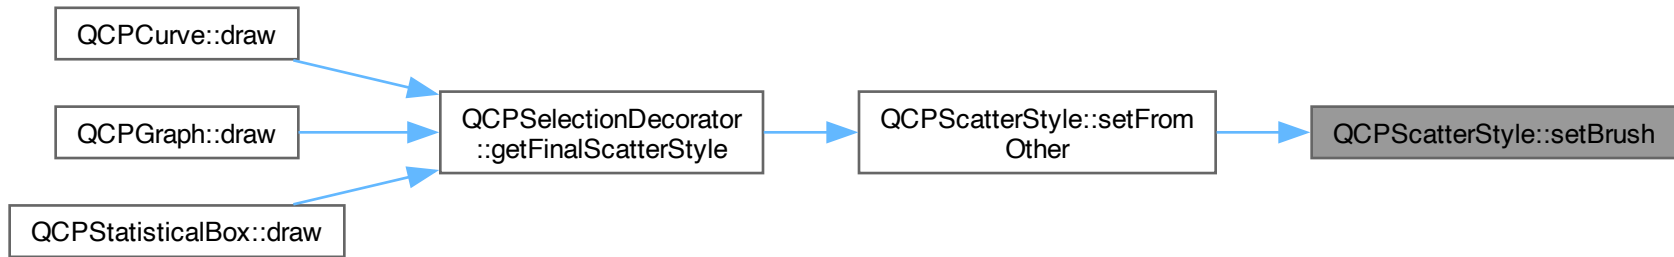 QCPCurve::draw
QCPGraph::draw
QCPStatisticalBox::draw
QCPSelectionDecorator
::getFinalScatterStyle
QCPScatterStyle::setFrom
Other
QCPScatterStyle::setBrush